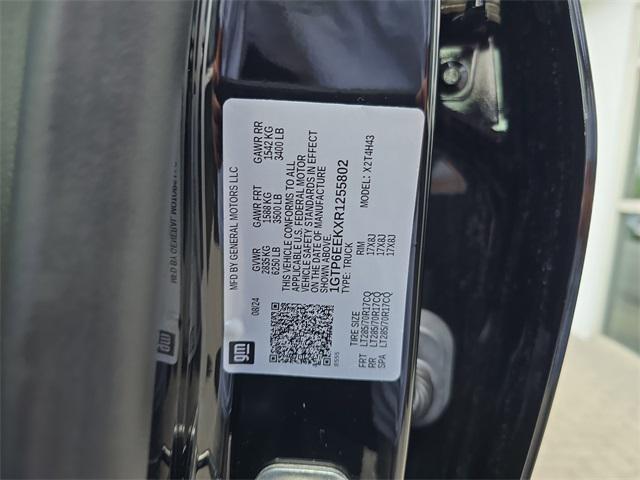 MFD BY GENERAL MOTORS LLC
08/24
GVWR GAWR FRT GAWR RR
2835 KG 1588 KG 1542 KG
6250 LB 3500 LB 3400 LB
THIS VEHICLE CONFORMS TO ALL
APPLICABLE U.S. FEDERAL MOTOR
VEHICLE SAFETY STANDARDS IN EFFECT
ON THE DATE OF MANUFACTURE
SHOWN ABOVE.
1GTP6EEKXR1255802
TYPE: TRUCK MODEL: X2T4H43
TIRE SIZE RIM
FRT LT285/70R17CQ 17X8J
RR LT285/70R17CQ 17X8J
SPA LT285/70R17CQ 17X8J
gm